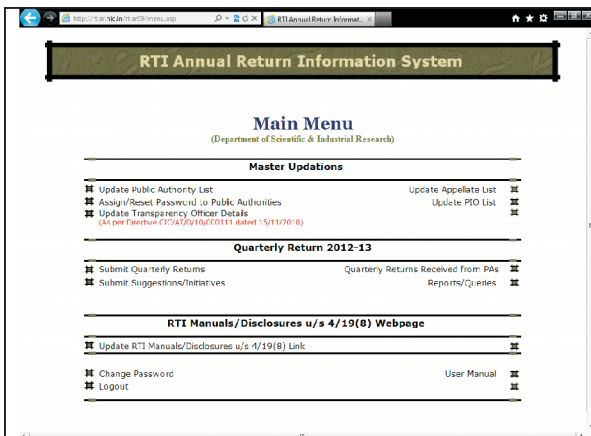 http://rtiar.nic.in/rtiar09/menu.asp
RTI Annual Return Informat...
RTI Annual Return Information System
Main Menu
(Department of Scientific & Industrial Research)
Master Updations
Update Public Authority List Update Appellate List
Assign/Reset Password to Public Authorities Update PIO List
Update Transparency Officer Details
(As per Directive CIC/AT/D/10/000111 dated 15/11/2010)
Quarterly Return 2012-13
Submit Quarterly Returns Quarterly Returns Received from PAs
Submit Suggestions/Initiatives Reports/Queries
RTI Manuals/Disclosures u/s 4/19(8) Webpage
Update RTI Manuals/Disclosures u/s 4/19(8) Link
Change Password User Manual
Logout